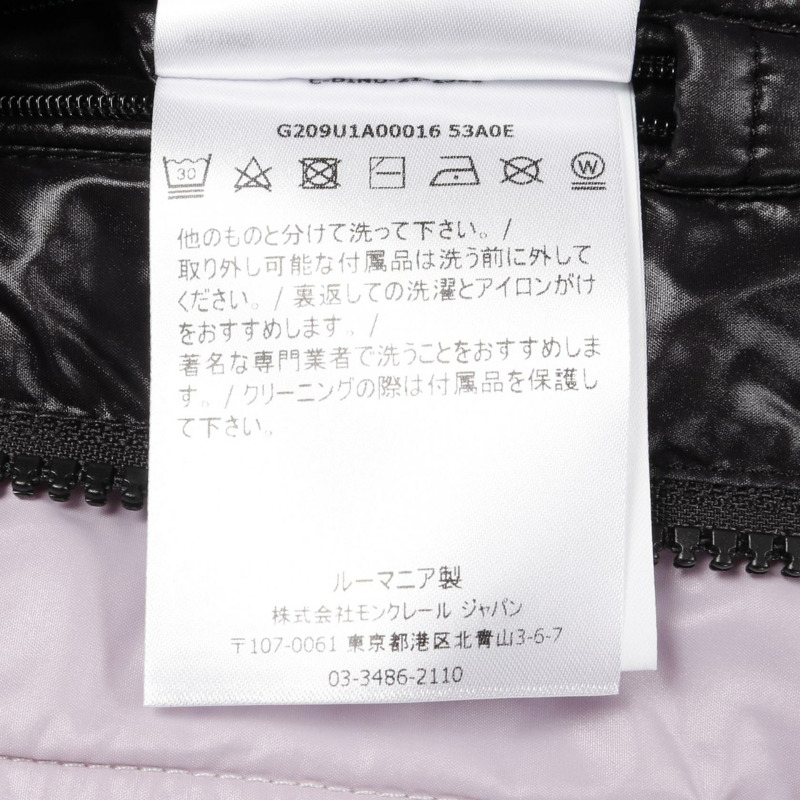 G209U1A00016 53A0E
30
W
他のものと分けて洗って下さい。/
取り外し可能な付属品は洗う前に外して
ください。/ 裏返しての洗濯とアイロンがけ
をおすすめします。/
著名な専門業者で洗うことをおすすめしま
す。/ クリーニングの際は付属品を保護し
て下さい。
ルーマニア製
株式会社モンクレール ジャパン
〒107-0061 東京都港区北青山3-6-7
03-3486-2110